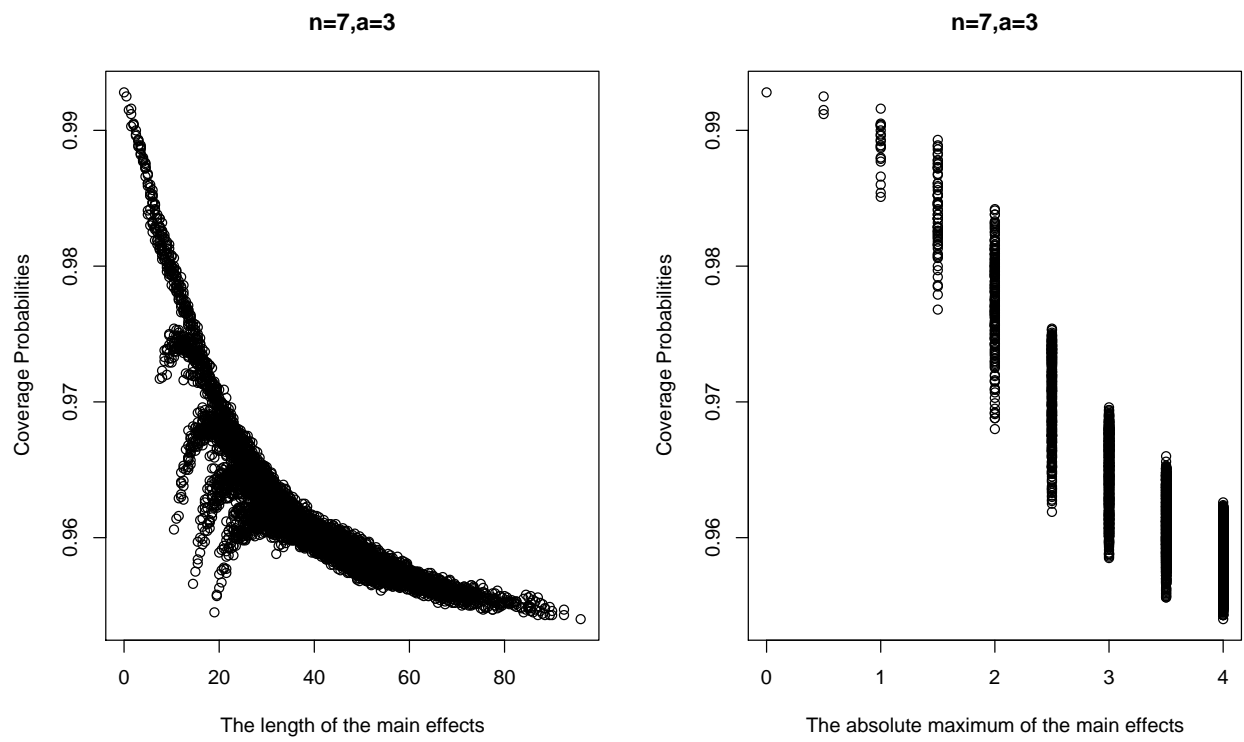 n=7,a=3
Coverage Probabilities
0.99
0.98
0.97
0.96
0 20 40 60 80
The length of the main effects
n=7,a=3
Coverage Probabilities
0.99
0.98
0.97
0.96
0 1 2 3 4
The absolute maximum of the main effects